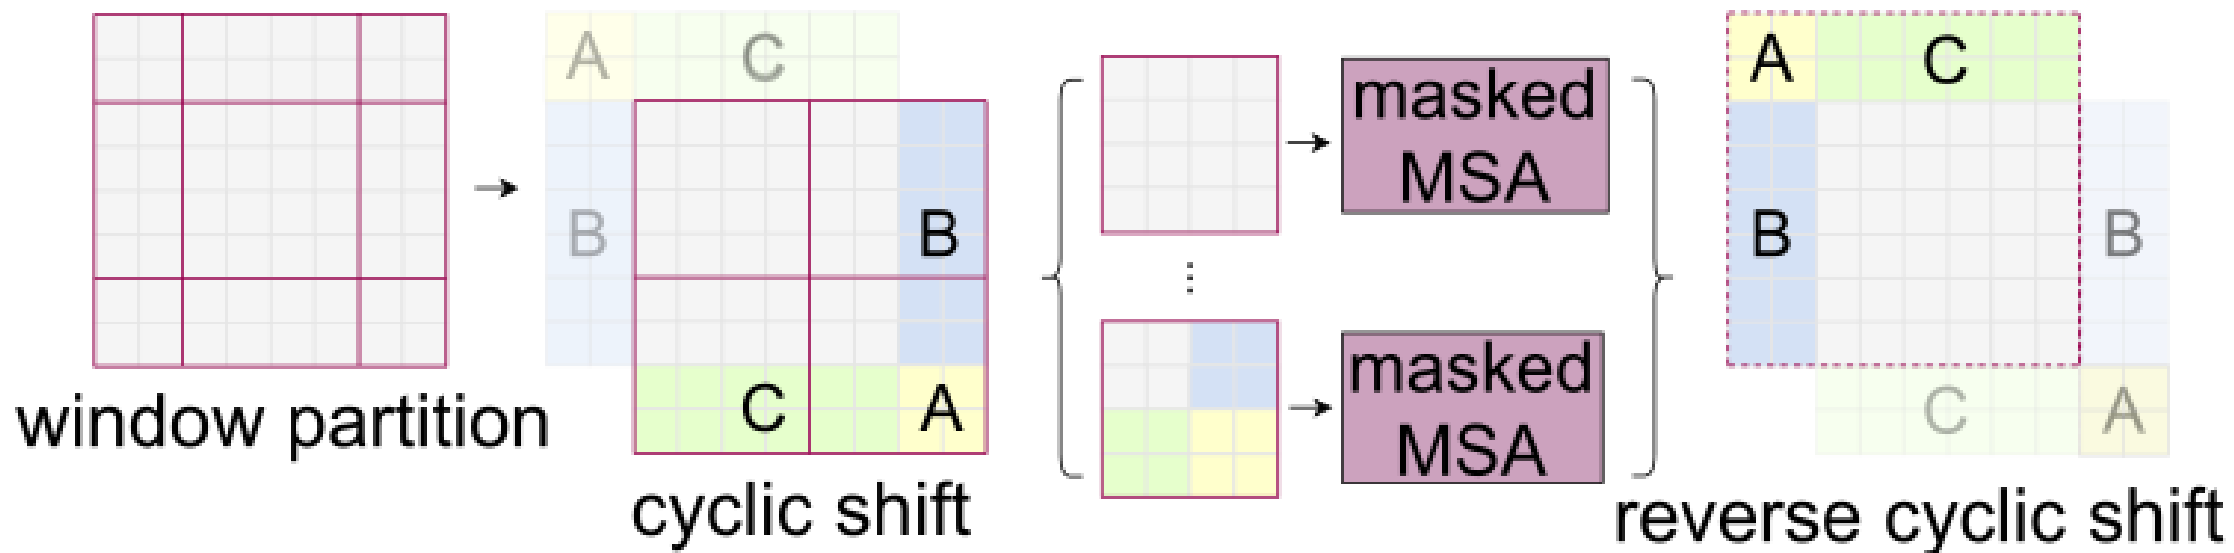 window partition
A
C
B
B
C
A
cyclic shift
masked
MSA
⋮
masked
MSA
A
C
B
B
C
A
reverse cyclic shift